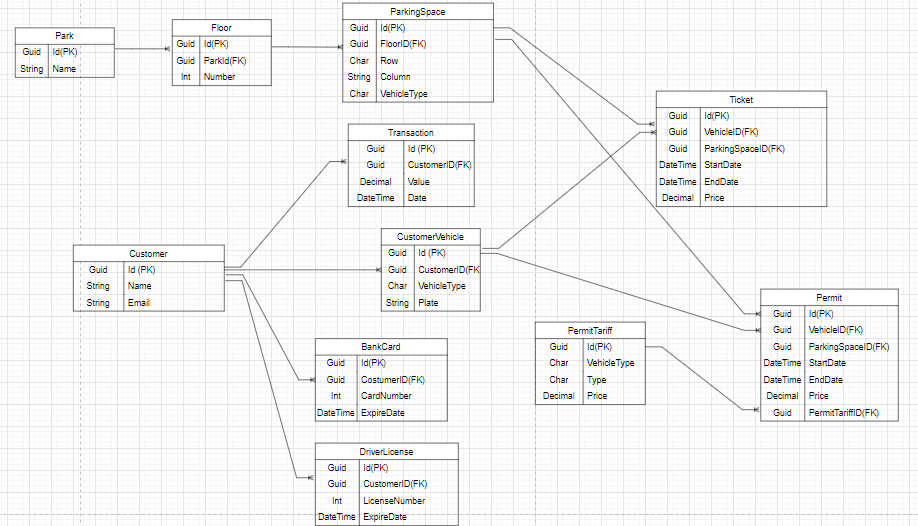 Park
Guid Id(PK)
String Name
Floor
Guid Id(PK)
Guid ParkId(FK)
Int Number
ParkingSpace
Guid Id(PK)
Guid FloorID(FK)
Char Row
String Column
Char VehicleType
Ticket
Guid Id(PK)
Guid VehicleID(FK)
Guid ParkingSpaceID(FK)
DateTime StartDate
DateTime EndDate
Decimal Price
Transaction
Guid Id (PK)
Guid CustomerID(FK)
Decimal Value
DateTime Date
Customer
Guid Id (PK)
String Name
String Email
CustomerVehicle
Guid Id (PK)
Guid CustomerID(FK
Char VehicleType
String Plate
Permit
Guid Id(PK)
Guid VehicleID(FK)
Guid ParkingSpaceID(FK)
DateTime StartDate
DateTime EndDate
Decimal Price
Guid PermitTariffID(FK)
PermitTariff
Guid Id(PK)
Char VehicleType
Char Type
Decimal Price
BankCard
Guid Id(PK)
Guid CostumerID(FK)
Int CardNumber
DateTime ExpireDate
DriverLicense
Guid Id(PK)
Guid CustomerID(FK)
Int LicenseNumber
DateTime ExpireDate